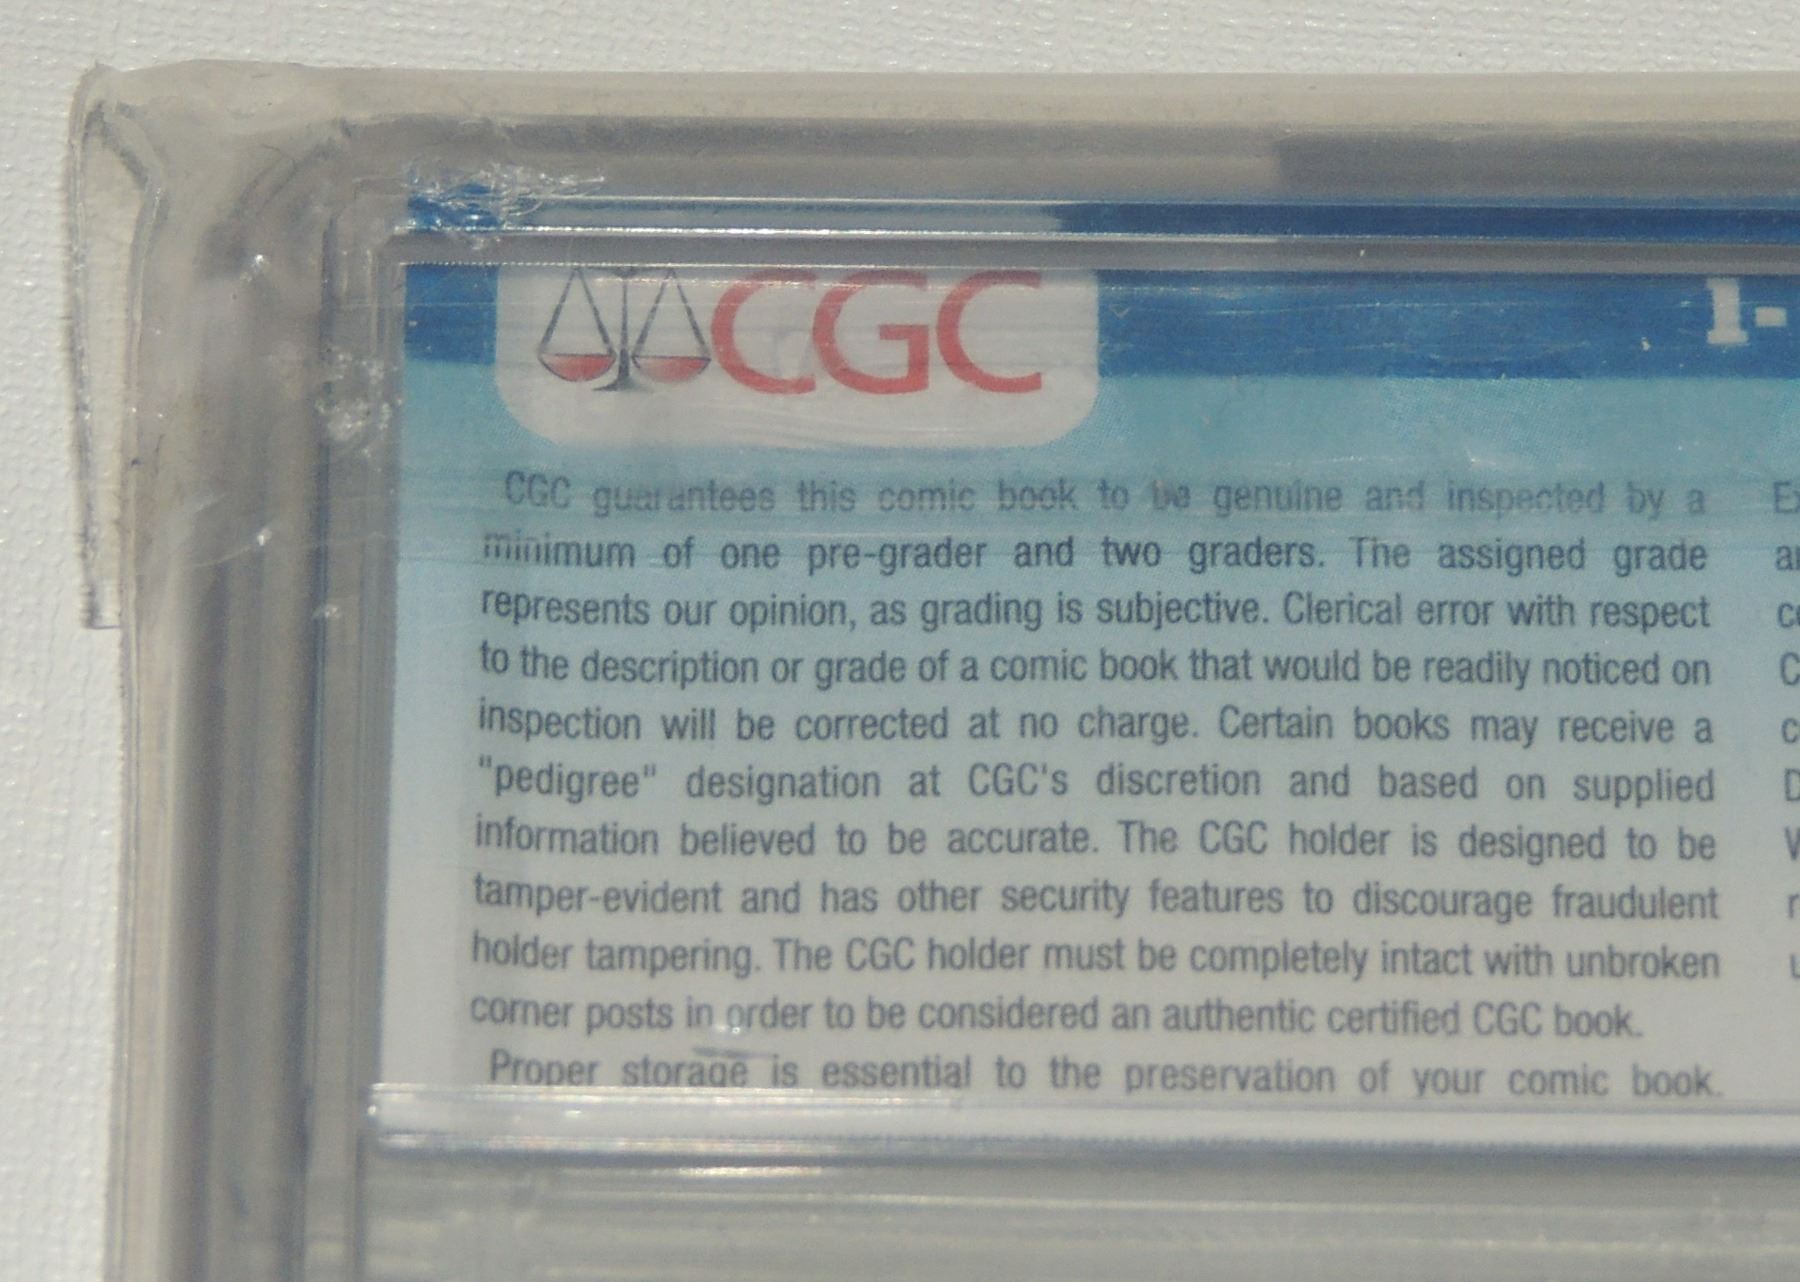 CGC
1-
CGC guarantees this comic book to be genuine and inspected by a
minimum of one pre-grader and two graders. The assigned grade
represents our opinion, as grading is subjective. Clerical error with respect
to the description or grade of a comic book that would be readily noticed on
inspection will be corrected at no charge. Certain books may receive a
"pedigree" designation at CGC's discretion and based on supplied
information believed to be accurate. The CGC holder is designed to be
tamper-evident and has other security features to discourage fraudulent
holder tampering. The CGC holder must be completely intact with unbroken
corner posts in order to be considered an authentic certified CGC book.
Proper storage is essential to the preservation of your comic book.